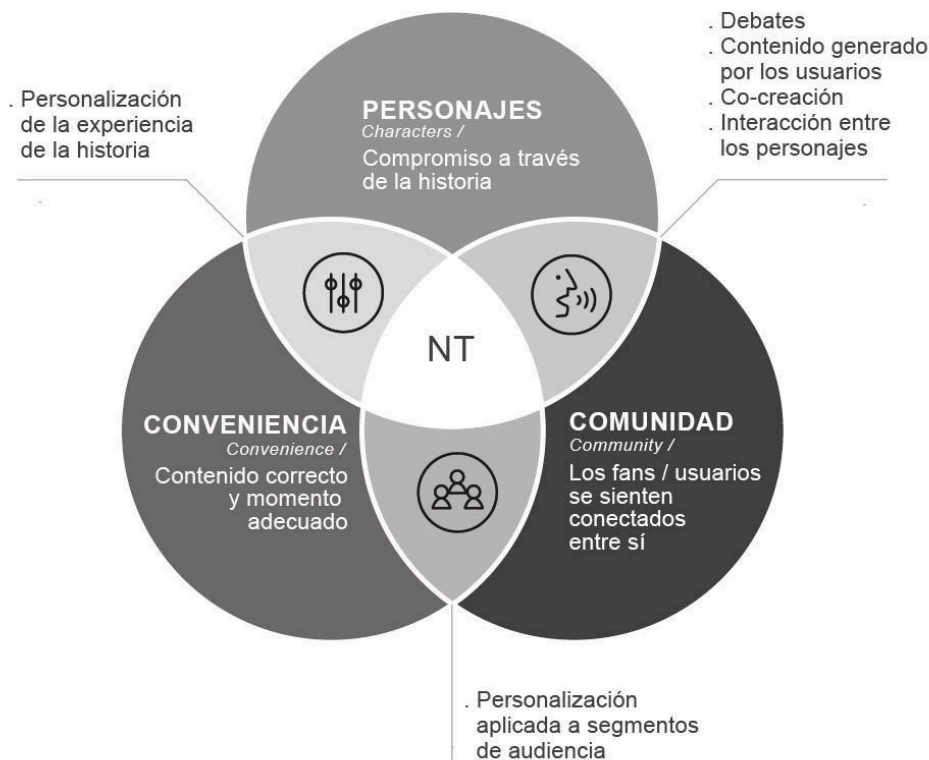 . Debates
. Contenido generado
por los usuarios
. Co-creación
. Interacción entre
los personajes
. Personalización
de la experiencia
de la historia
PERSONAJES
Characters /
Compromiso a través
de la historia
NT
CONVENIENCIA
Convenience /
Contenido correcto
y momento
adecuado
COMUNIDAD
Community /
Los fans / usuarios
se sienten
conectados
entre sí
. Personalización
aplicada a segmentos
de audiencia